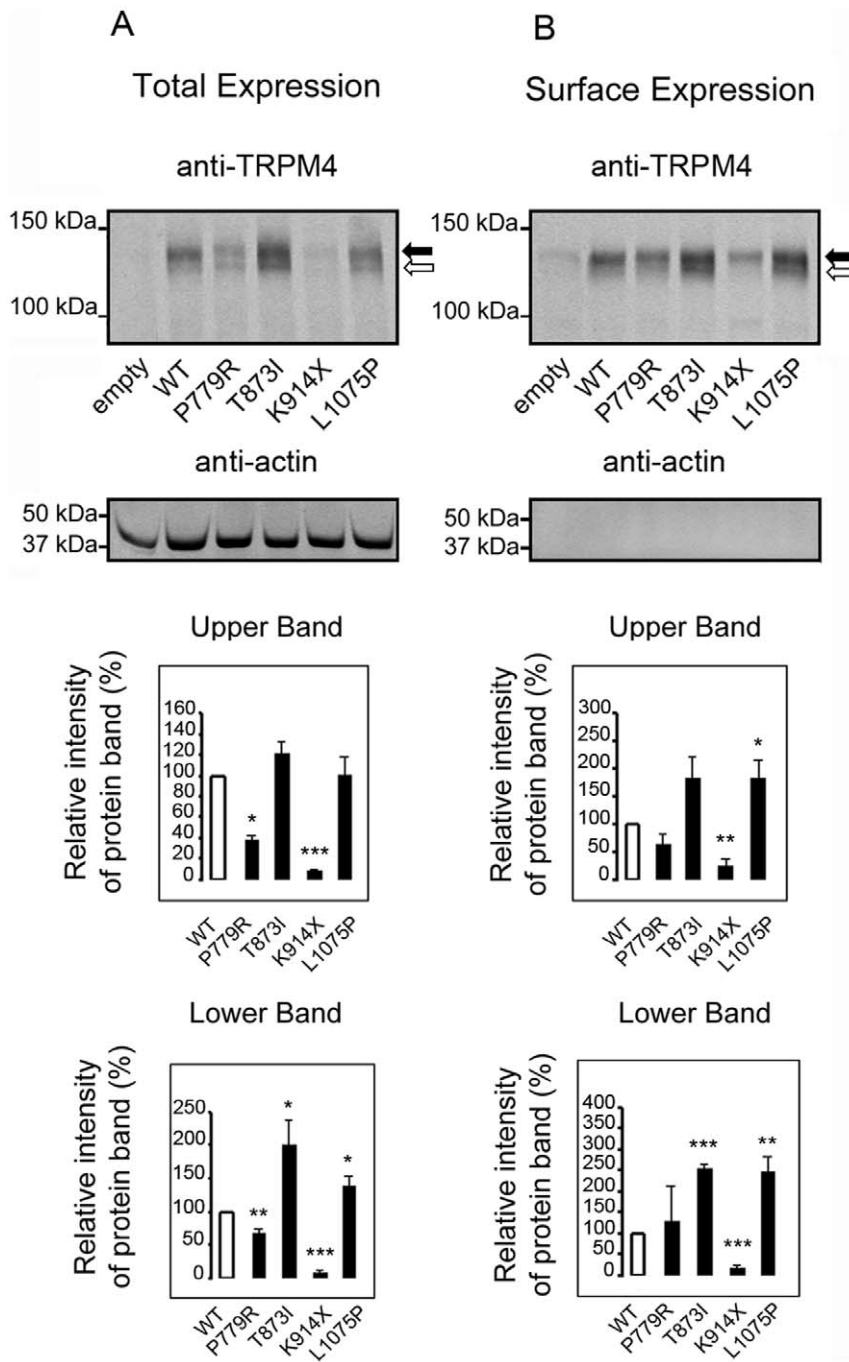 A
Total Expression
anti-TRPM4
150 kDa
100 kDa
empty WT P779R T873I K914X L1075P
anti-actin
50 kDa
37 kDa
Upper Band
Relative intensity
of protein band (%)
160
140
120
100
80
60
40
20
0
*
***
WT P779R T873I K914X L1075P
Lower Band
Relative intensity
of protein band (%)
250
200
150
100
50
0
**
*
***
*
WT P779R T873I K914X L1075P
B
Surface Expression
anti-TRPM4
150 kDa
100 kDa
empty WT P779R T873I K914X L1075P
anti-actin
50 kDa
37 kDa
Upper Band
Relative intensity
of protein band (%)
300
250
200
150
100
50
0
**
*
WT P779R T873I K914X L1075P
Lower Band
Relative intensity
of protein band (%)
400
350
300
250
200
150
100
50
0
***
***
**
WT P779R T873I K914X L1075P